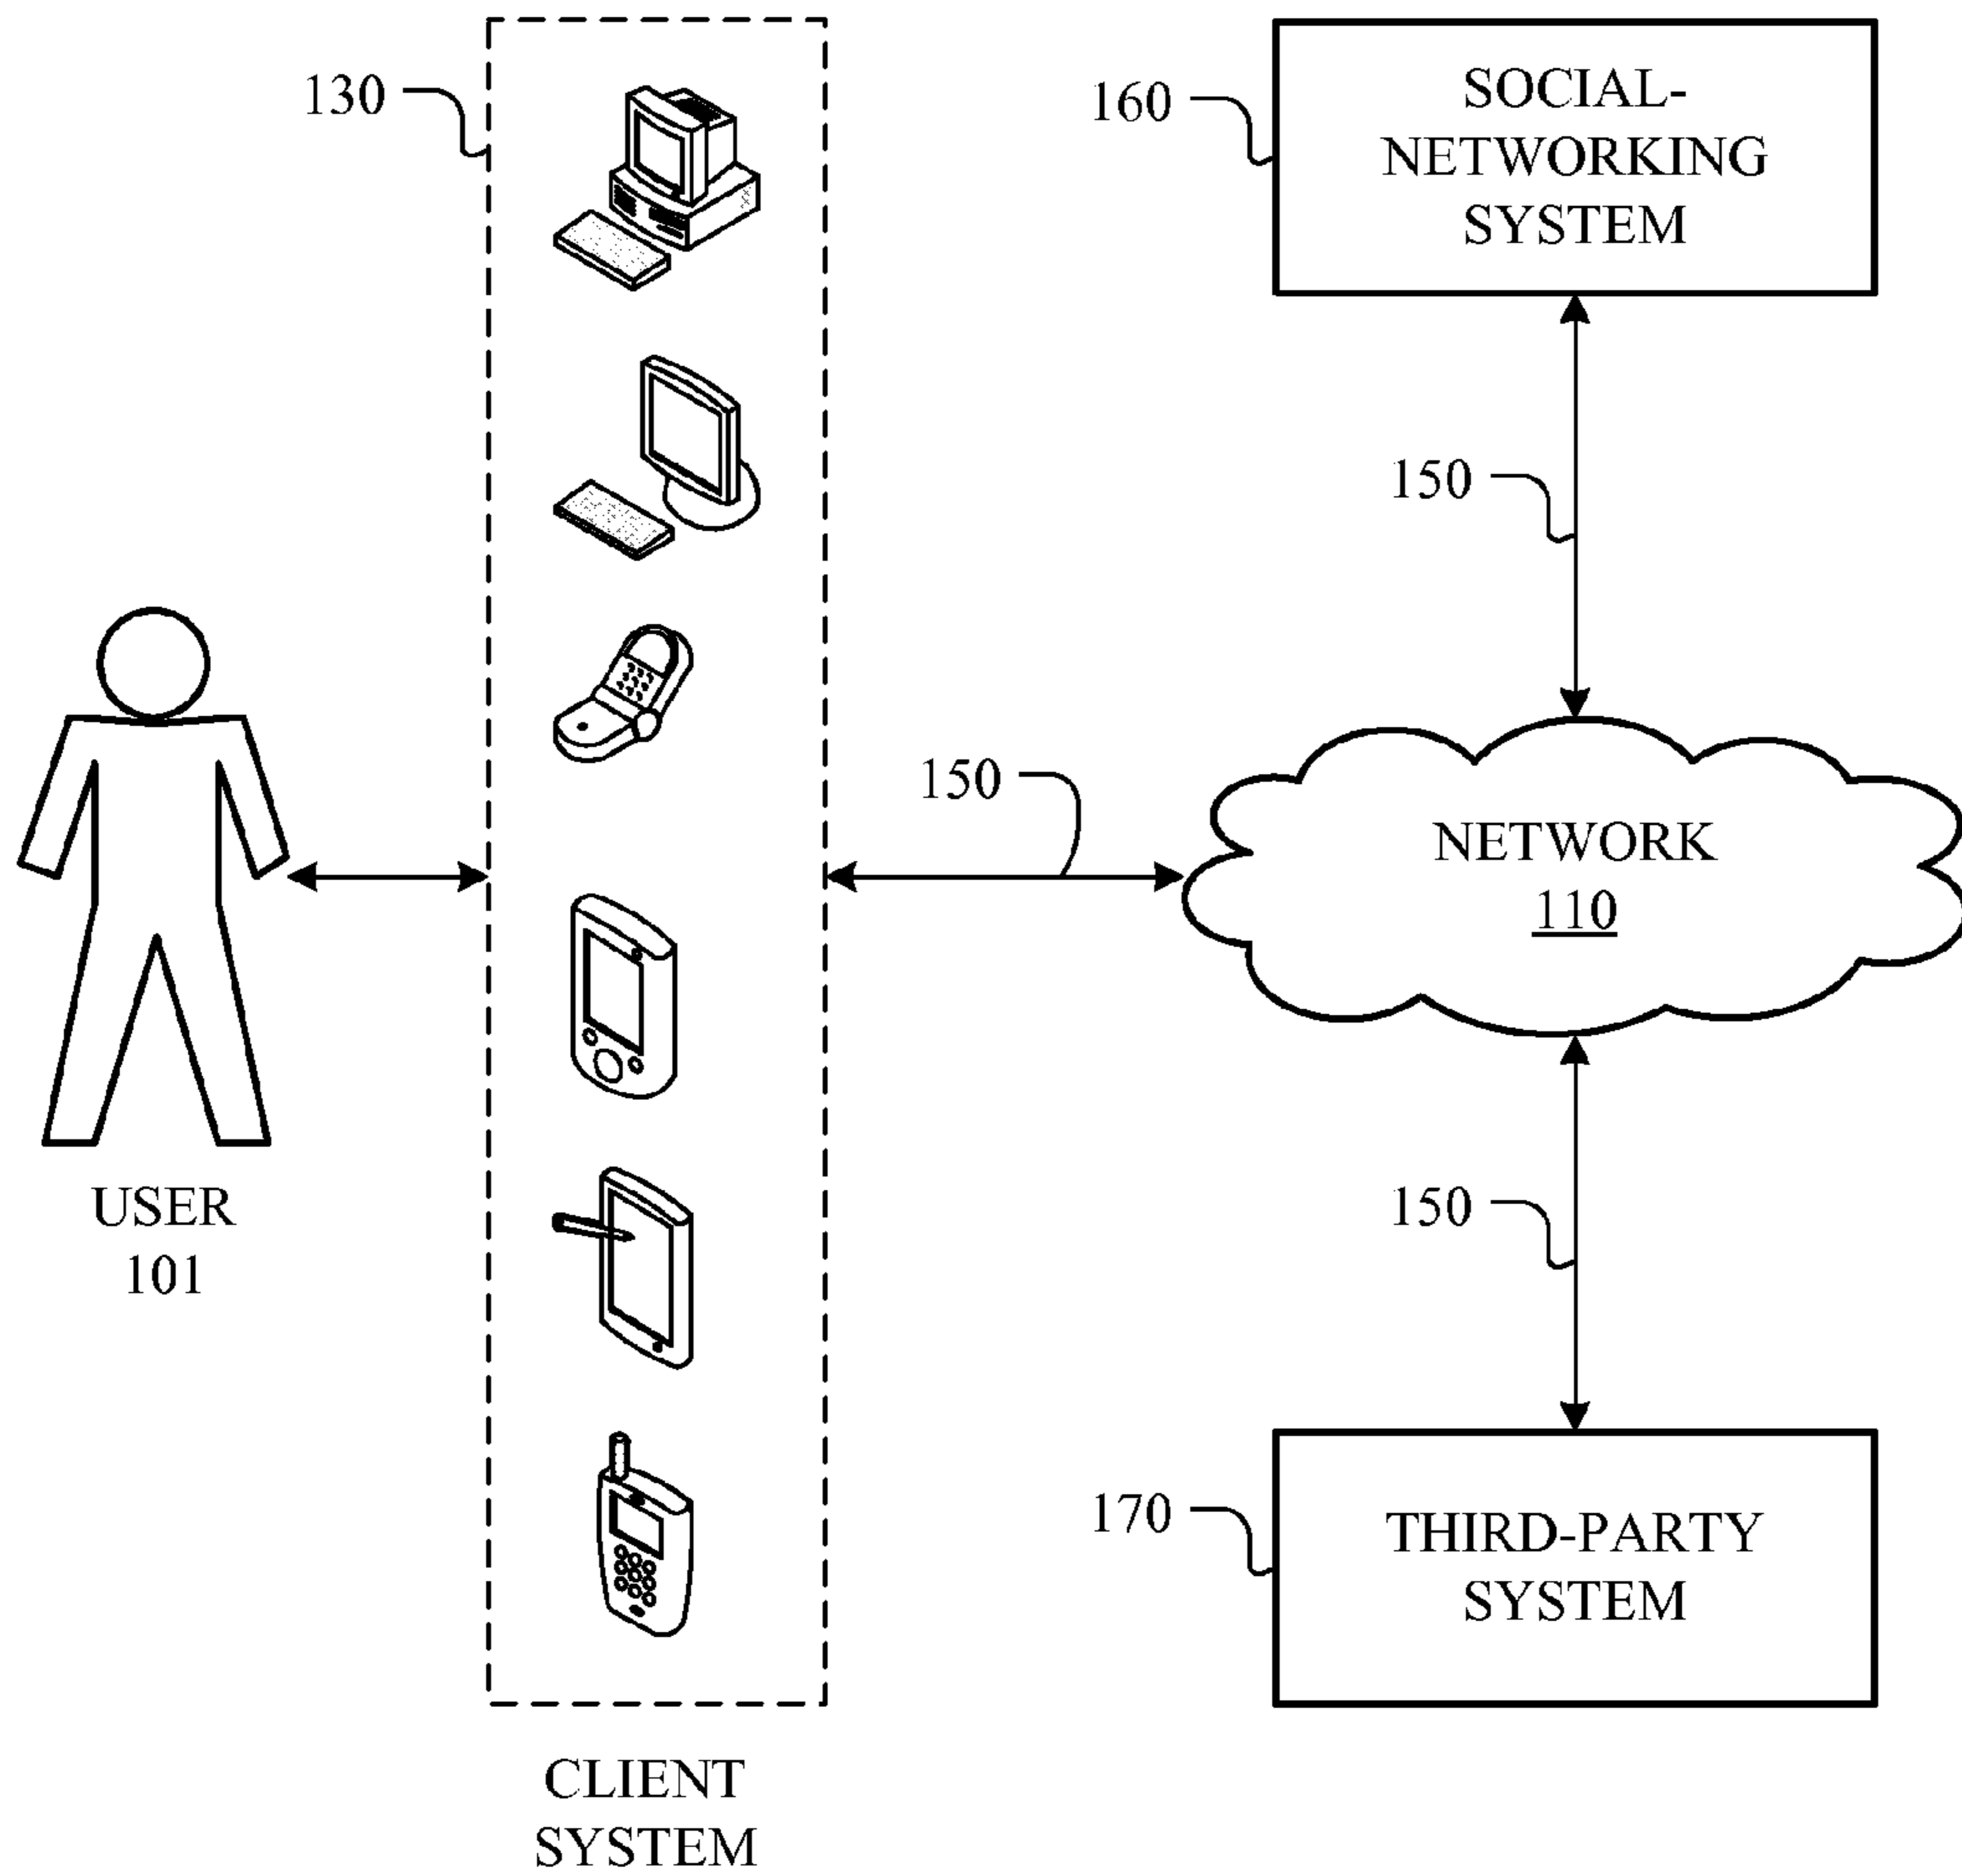 130
160
SOCIAL-
NETWORKING
SYSTEM
150
150
NETWORK
110
USER
101
150
170
THIRD-PARTY
SYSTEM
CLIENT
SYSTEM